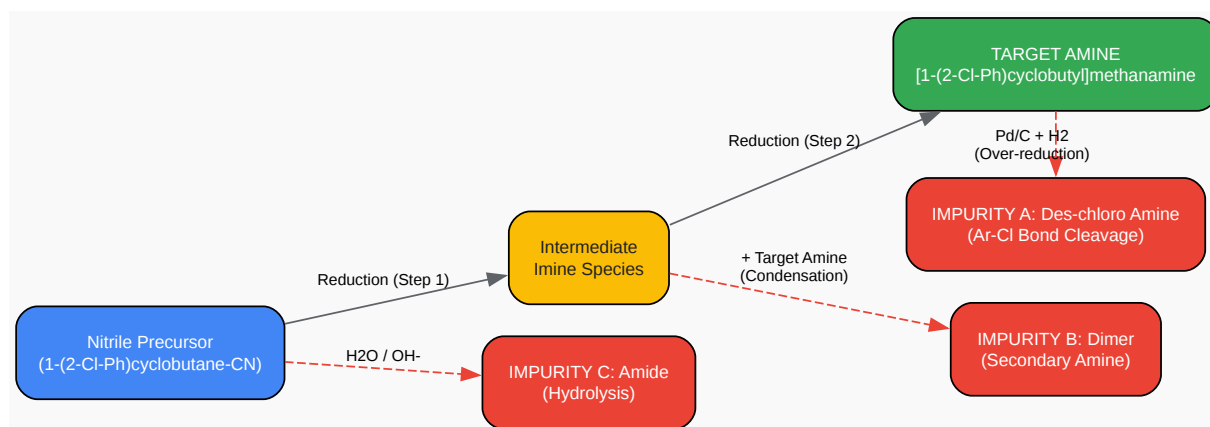 TARGET AMINE
[1-(2-Cl-Ph)cyclobutyl]methanamine
Reduction (Step 2)
Pd/C + H2
(Over-reduction)
IMPURITY A: Des-chloro Amine
(Ar-Cl Bond Cleavage)
Intermediate
Imine Species
+ Target Amine
(Condensation)
Reduction (Step 1)
Nitrile Precursor
(1-(2-Cl-Ph)cyclobutane-CN)
H2O / OH-
IMPURITY C: Amide
(Hydrolysis)
IMPURITY B: Dimer
(Secondary Amine)